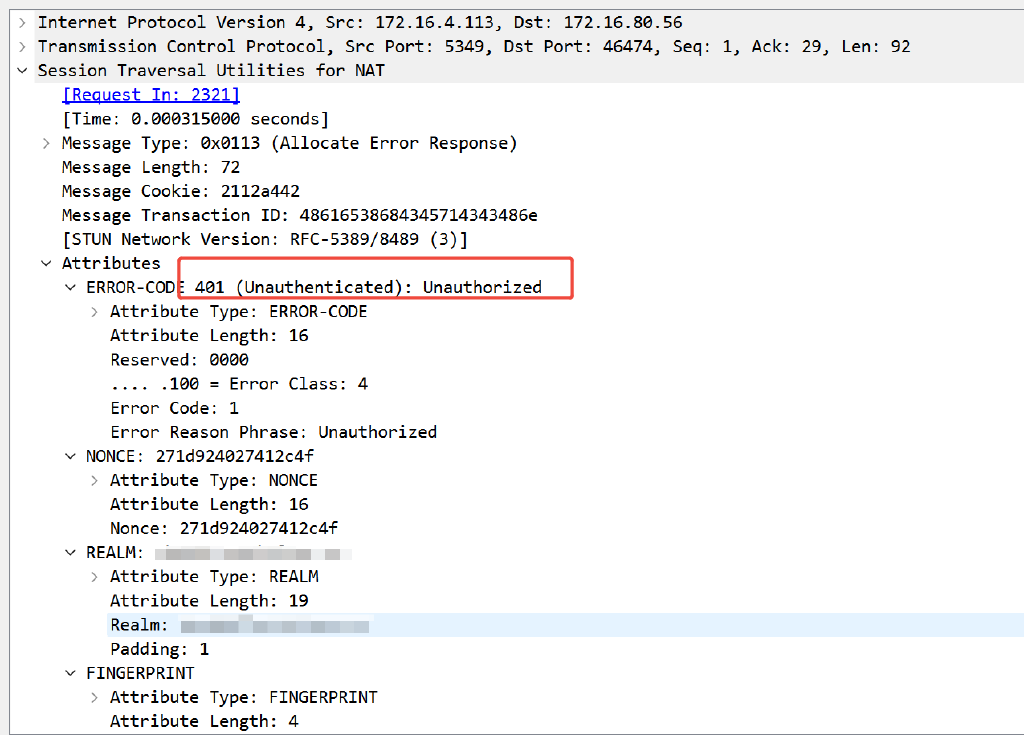 Internet Protocol Version 4, Src: 172.16.4.113, Dst: 172.16.80.56
Transmission Control Protocol, Src Port: 5349, Dst Port: 46474, Seq: 1, Ack: 29, Len: 92
Session Traversal Utilities for NAT
[Request In: 2321]
[Time: 0.000315000 seconds]
Message Type: 0x0113 (Allocate Error Response)
Message Length: 72
Message Cookie: 2112a442
Message Transaction ID: 48616538684345714343486e
[STUN Network Version: RFC-5389/8489 (3)]
Attributes
ERROR-CODE 401 (Unauthenticated): Unauthorized
Attribute Type: ERROR-CODE
Attribute Length: 16
Reserved: 0000
.... .100 = Error Class: 4
Error Code: 1
Error Reason Phrase: Unauthorized
NONCE: 271d924027412c4f
Attribute Type: NONCE
Attribute Length: 16
Nonce: 271d924027412c4f
REALM:
Attribute Type: REALM
Attribute Length: 19
Realm:
Padding: 1
FINGERPRINT
Attribute Type: FINGERPRINT
Attribute Length: 4